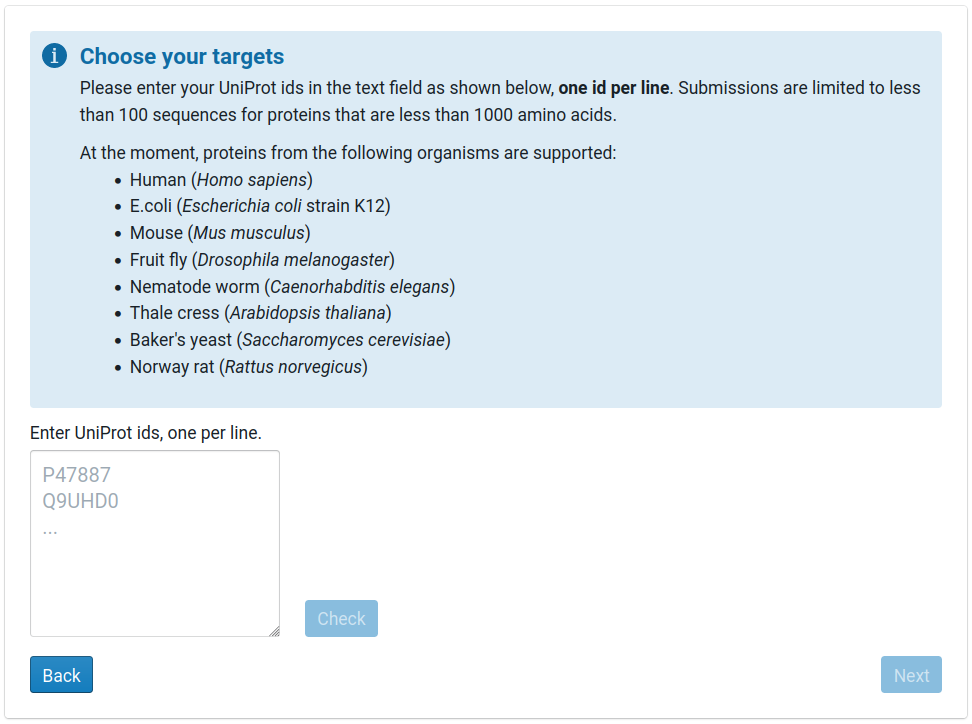 i Choose your targets
Please enter your UniProt ids in the text field as shown below, one id per line. Submissions are limited to less
than 100 sequences for proteins that are less than 1000 amino acids.
At the moment, proteins from the following organisms are supported:
• Human (Homo sapiens)
• E.coli (Escherichia coli strain K12)
• Mouse (Mus musculus)
• Fruit fly (Drosophila melanogaster)
• Nematode worm (Caenorhabditis elegans)
• Thale cress (Arabidopsis thaliana)
• Baker's yeast (Saccharomyces cerevisiae)
• Norway rat (Rattus norvegicus)
Enter UniProt ids, one per line.
P47887
Q9UHD0
...
Check
Back
Next